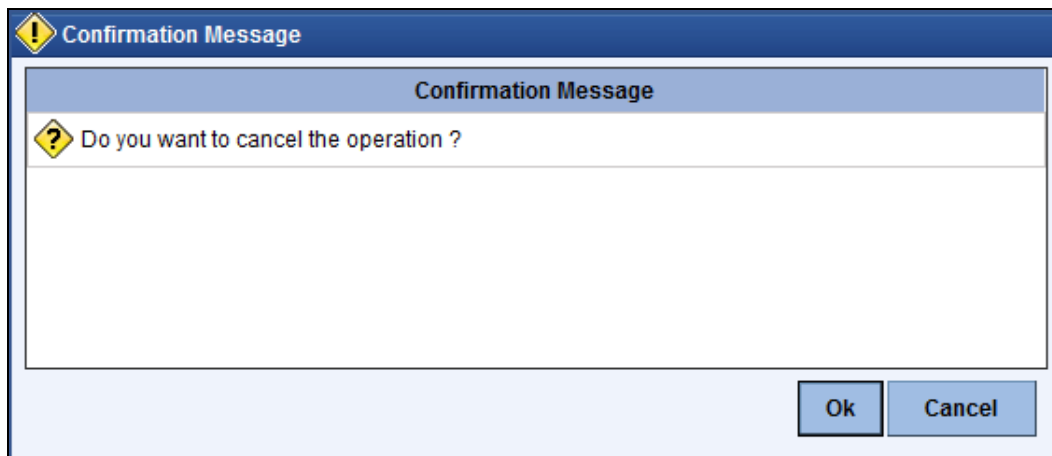 Confirmation Message
Confirmation Message
Do you want to cancel the operation ?
Ok Cancel